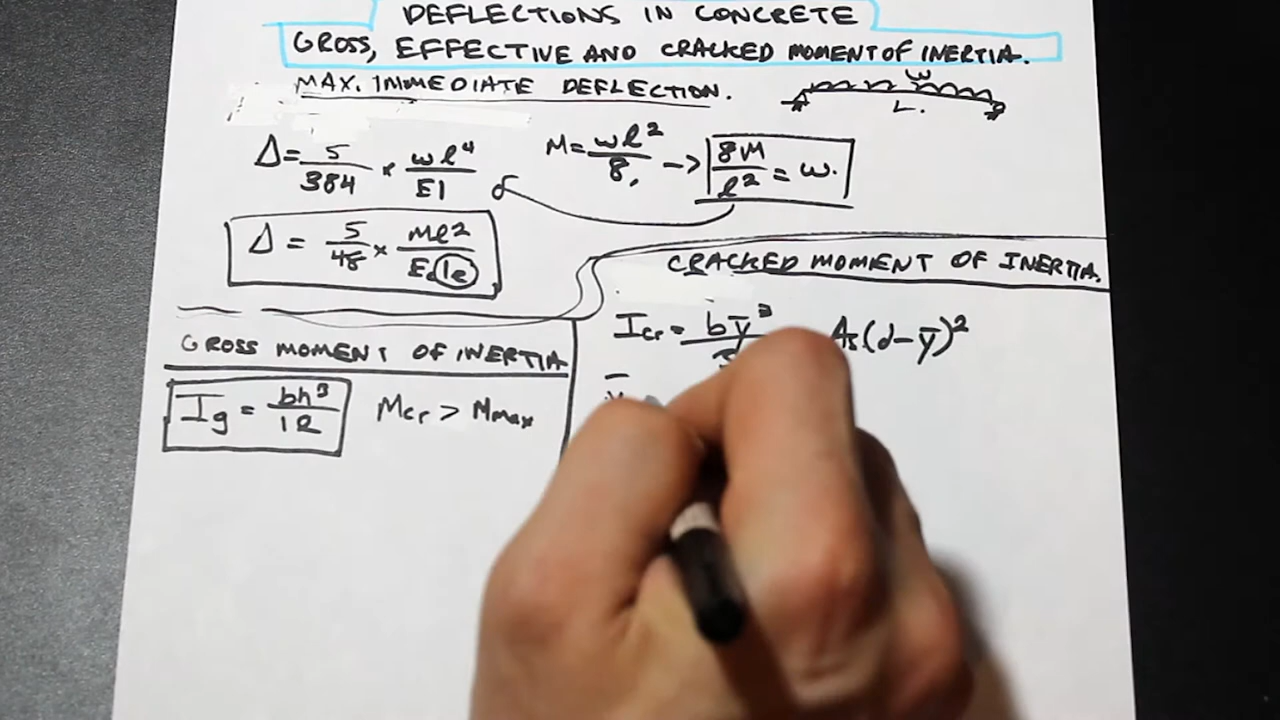 DEFLECTIONS IN CONCRETE
GROSS, EFFECTIVE AND CRACKED MOMENT OF INERTIA.
MAX. IMMEDIATE DEFLECTION.
w
L.
Δ = 5/384 × wl⁴/EI
M = wl²/8, → 8M/l² = w.
Δ = 5/48 × Ml²/EcIe
CRACKED MOMENT OF INERTIA.
Icr = bȳ³/3 As(d-ȳ)²
GROSS MOMENT OF INERTIA
Ig = bh³/12 Mcr > Mmax